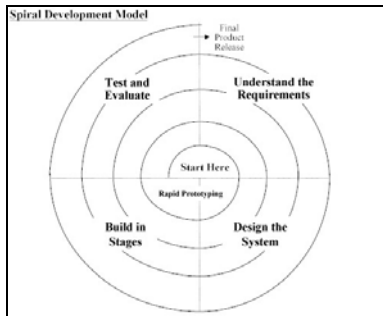 Spiral Development Model
Final
Product
Release
Test and
Evaluate
Understand the
Requirements
Start Here
Rapid Prototyping
Build in
Stages
Design the
System